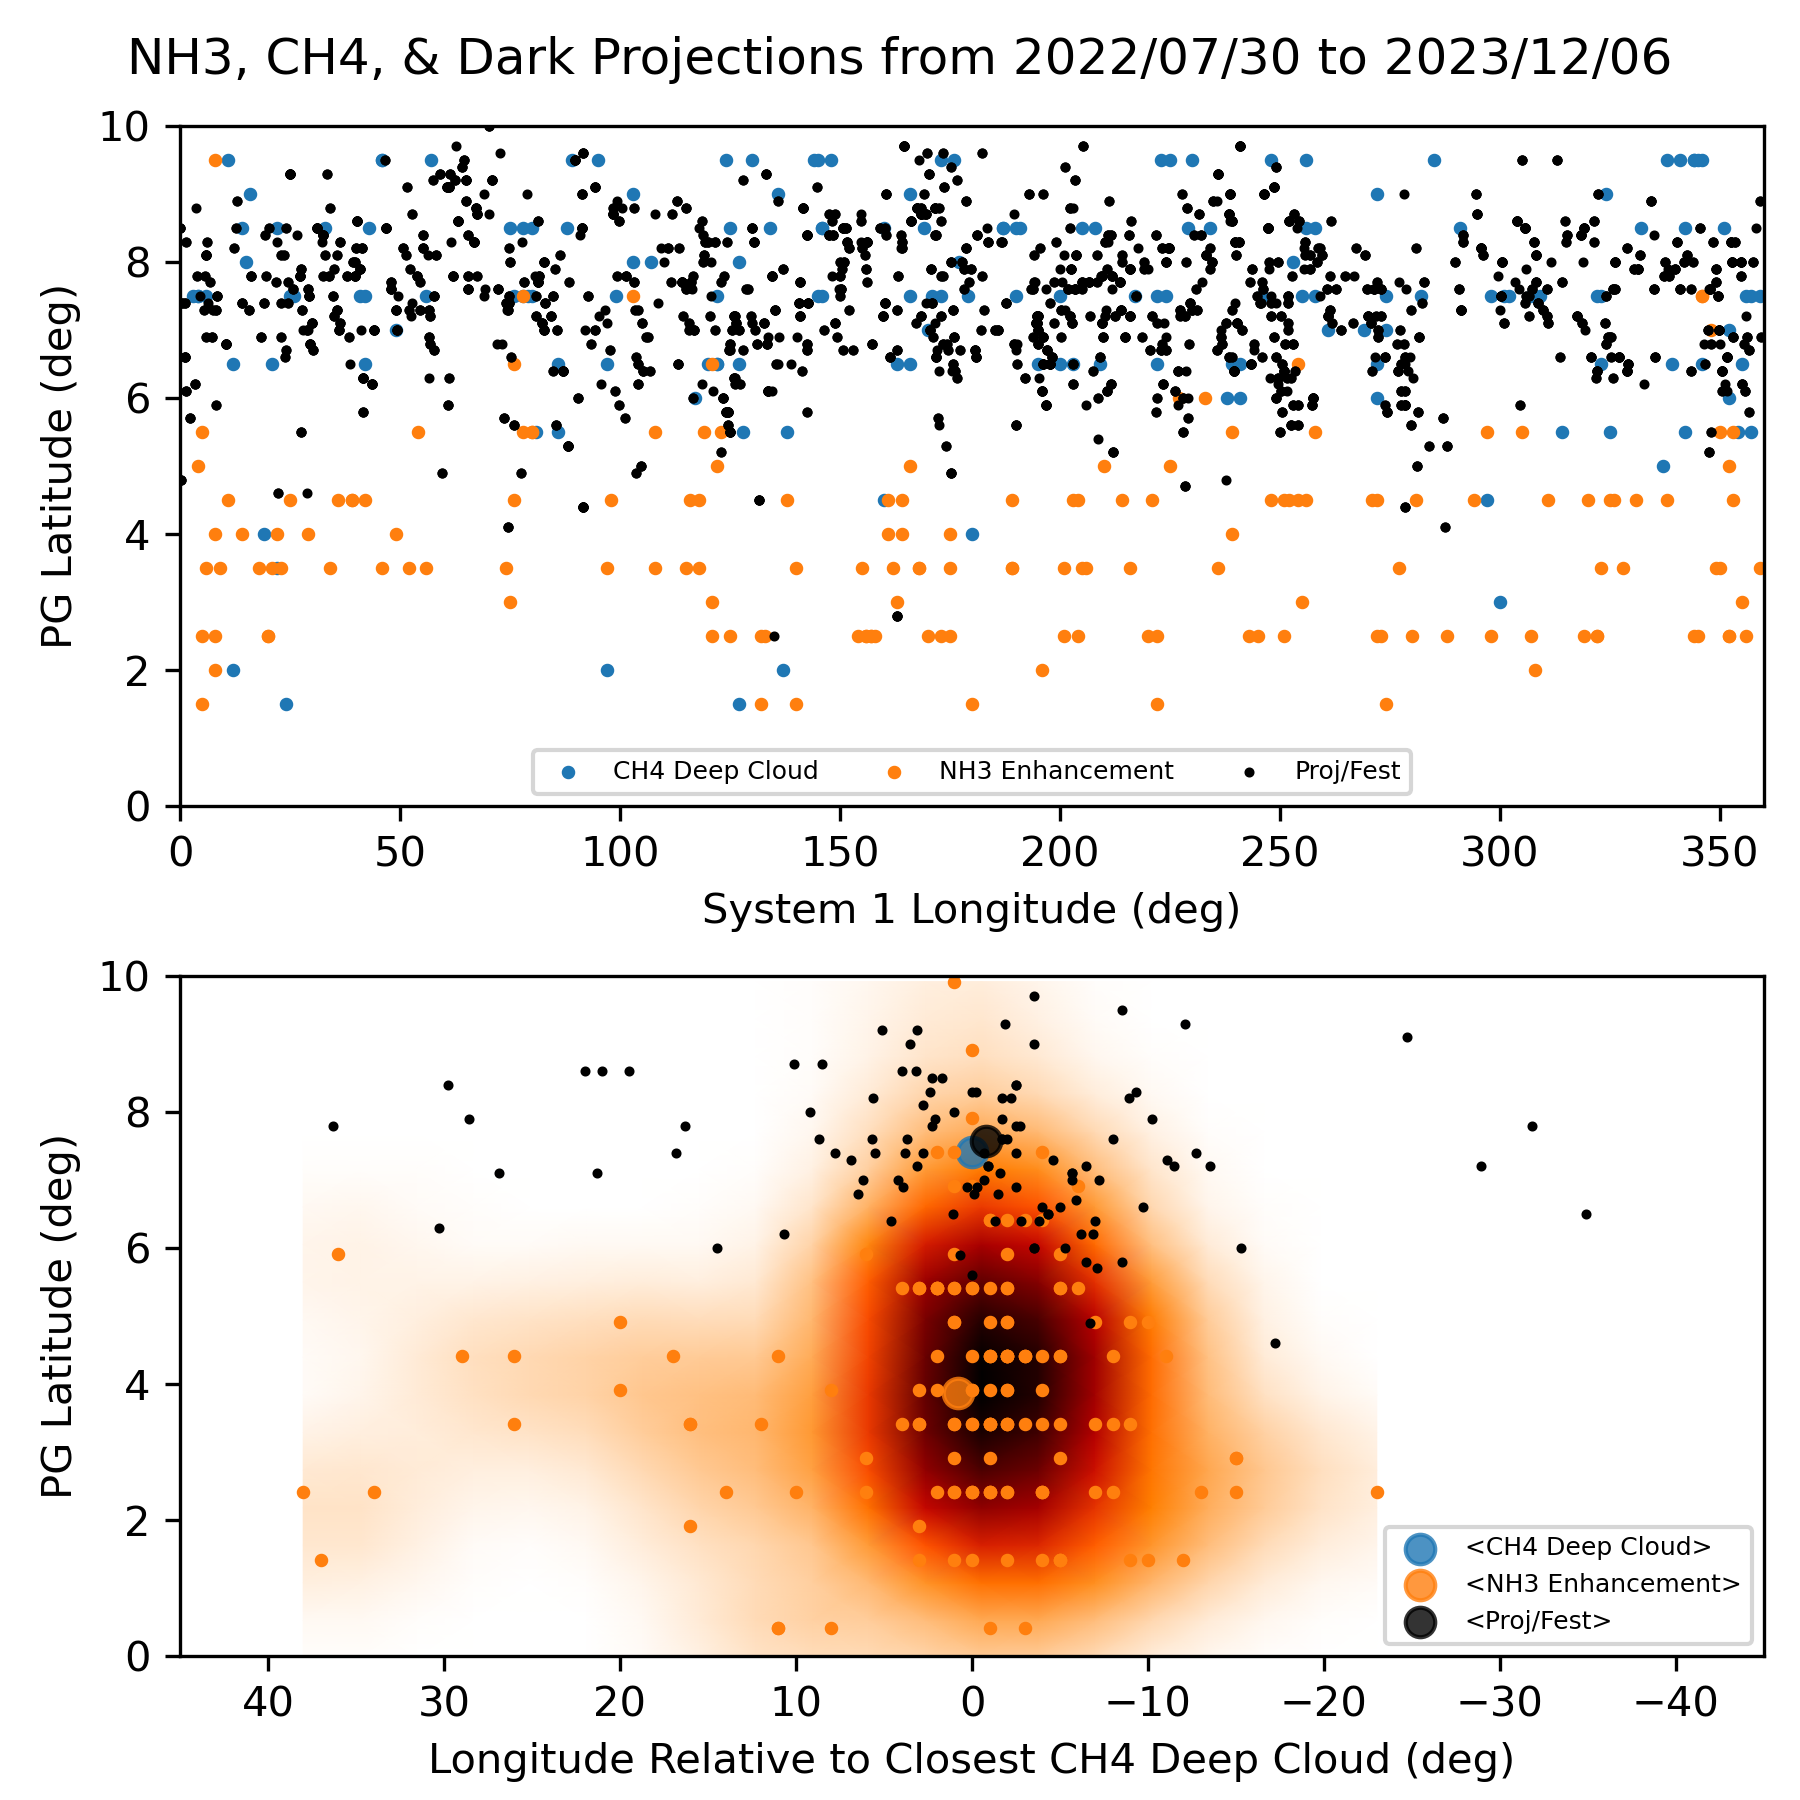 NH3, CH4, & Dark Projections from 2022/07/30 to 2023/12/06
10
8
6
4
2
0
PG Latitude (deg)
CH4 Deep Cloud NH3 Enhancement Proj/Fest
0 50 100 150 200 250 300 350
System 1 Longitude (deg)
10
8
6
4
2
0
PG Latitude (deg)
<CH4 Deep Cloud>
<NH3 Enhancement>
<Proj/Fest>
40 30 20 10 0 −10 −20 −30 −40
Longitude Relative to Closest CH4 Deep Cloud (deg)